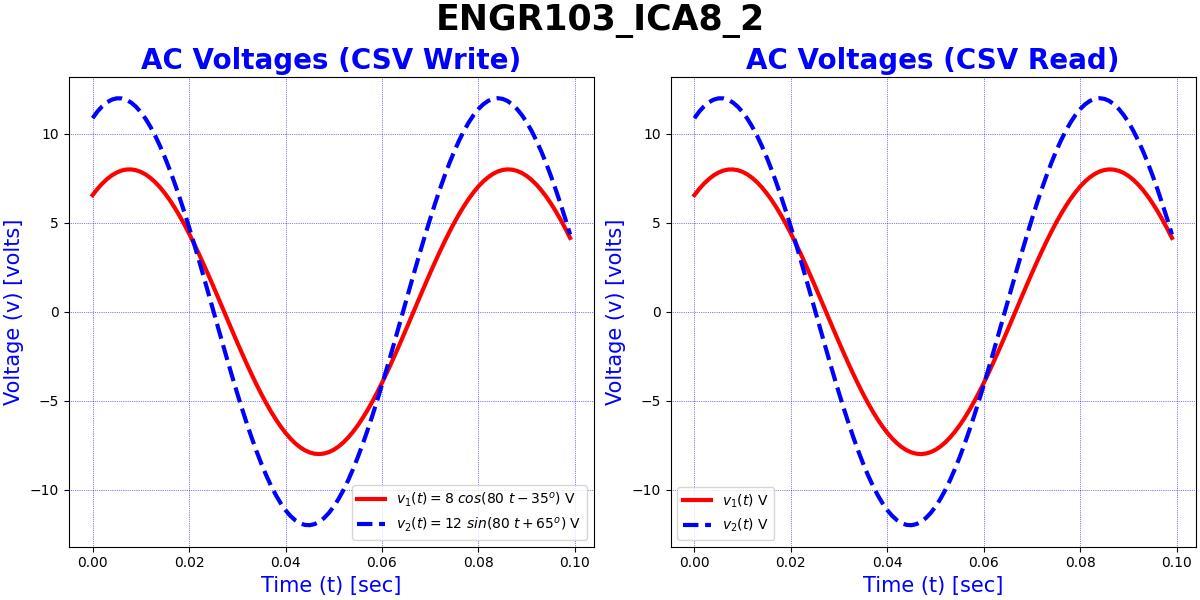 ENGR103_ICA8_2
AC Voltages (CSV Write)
Voltage (v) [volts]
10
5
0
−5
−10
0.00 0.02 0.04 0.06 0.08 0.10
Time (t) [sec]
v₁(t) = 8 cos(80 t − 35°) V
v₂(t) = 12 sin(80 t + 65°) V
AC Voltages (CSV Read)
Voltage (v) [volts]
10
5
0
−5
−10
0.00 0.02 0.04 0.06 0.08 0.10
Time (t) [sec]
v₁(t) V
v₂(t) V